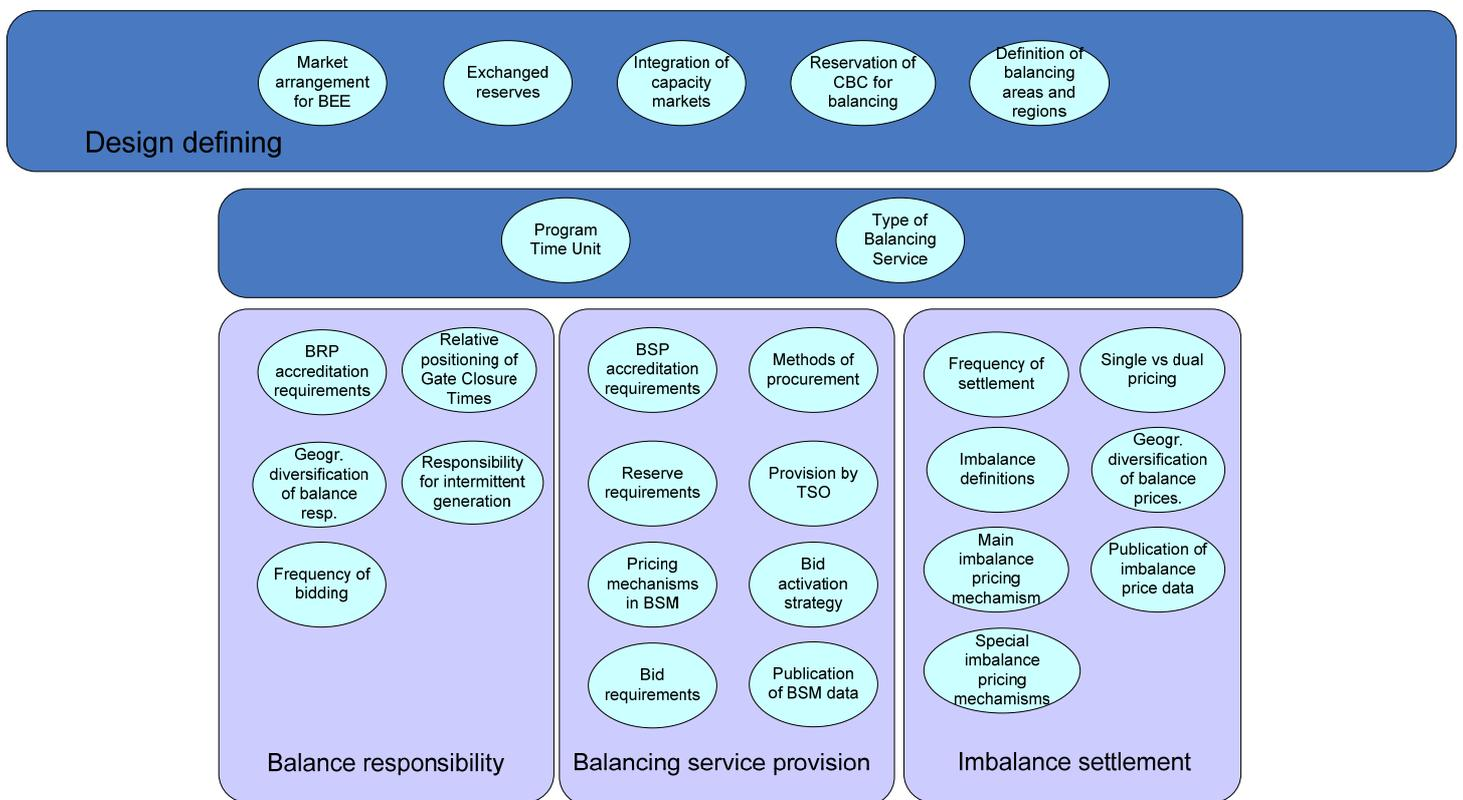 Market
arrangement
for BEE
Exchanged
reserves
Integration of
capacity
markets
Reservation of
CBC for
balancing
Definition of
balancing
areas and
regions
Design defining
Program
Time Unit
Type of
Balancing
Service
BRP
accreditation
requirements
Relative
positioning of
Gate Closure
Times
Geogr.
diversification
of balance
resp.
Responsibility
for intermittent
generation
Frequency of
bidding
Balance responsibility
BSP
accreditation
requirements
Methods of
procurement
Reserve
requirements
Provision by
TSO
Pricing
mechanisms
in BSM
Bid
activation
strategy
Bid
requirements
Publication
of BSM data
Balancing service provision
Frequency of
settlement
Single vs dual
pricing
Imbalance
definitions
Geogr.
diversification
of balance
prices.
Main
imbalance
pricing
mechamism
Publication of
imbalance
price data
Special
imbalance
pricing
mechamisms
Imbalance settlement